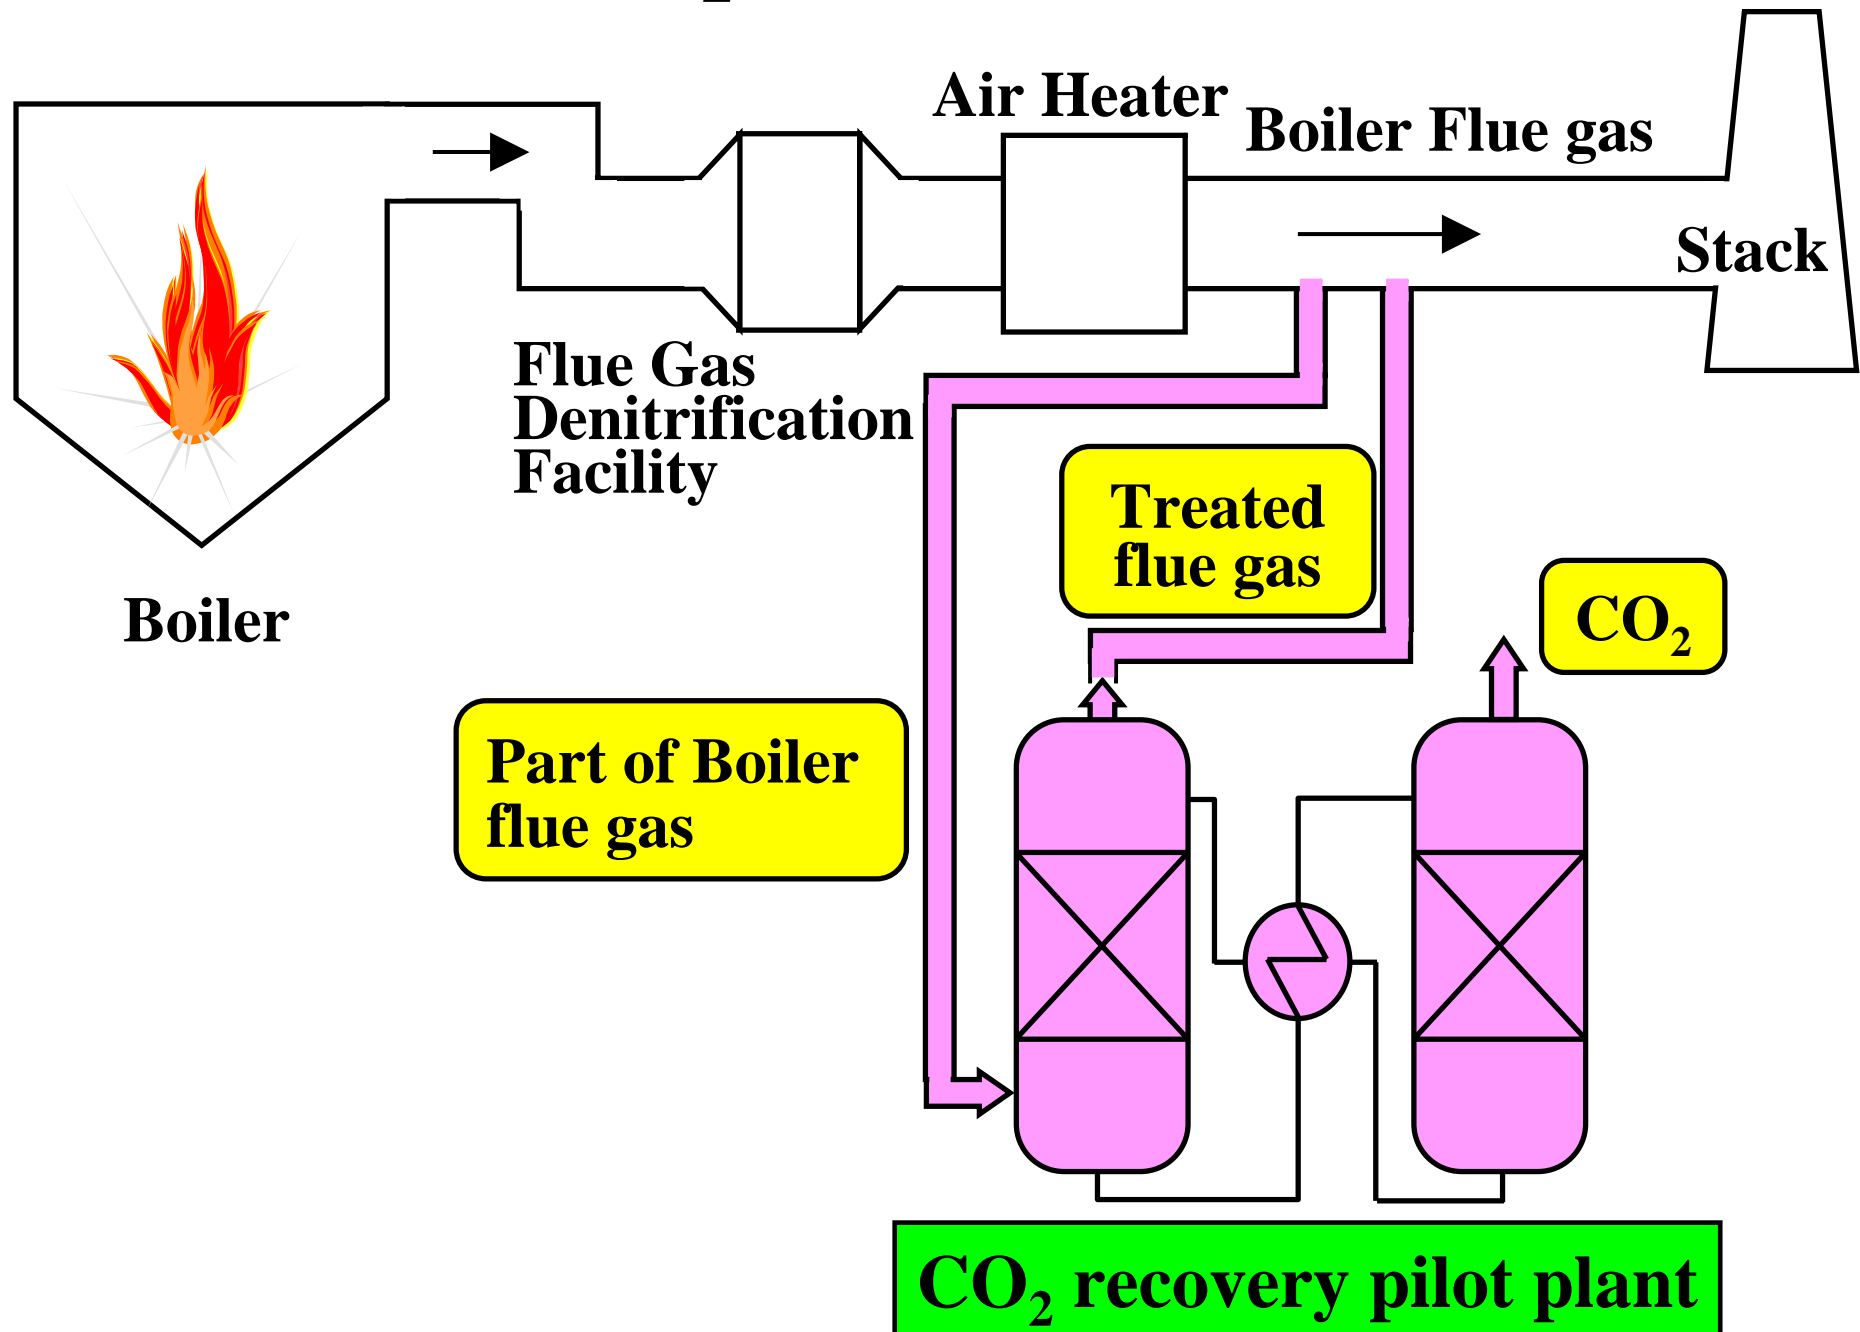 Air Heater
Boiler Flue gas
Stack
Flue Gas
Denitrification
Facility
Treated
flue gas
CO₂
Boiler
Part of Boiler
flue gas
CO₂ recovery pilot plant